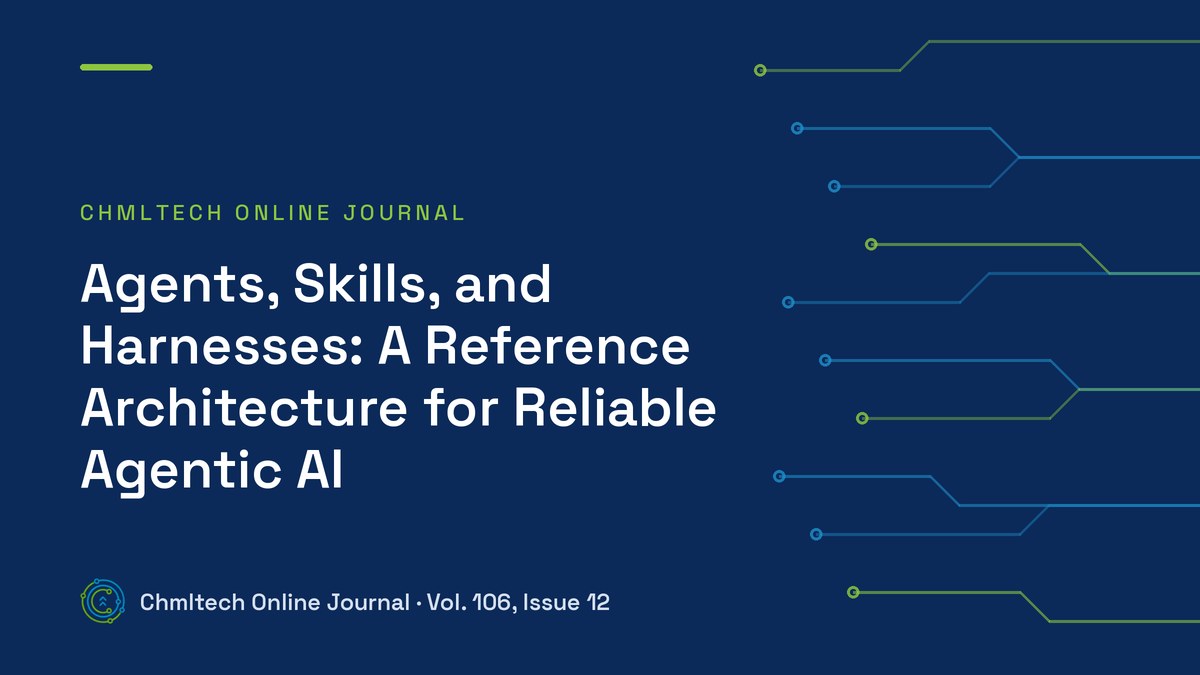 CHMLTECH ONLINE JOURNAL
Agents, Skills, and
Harnesses: A Reference
Architecture for Reliable
Agentic AI
Chmltech Online Journal · Vol. 106, Issue 12